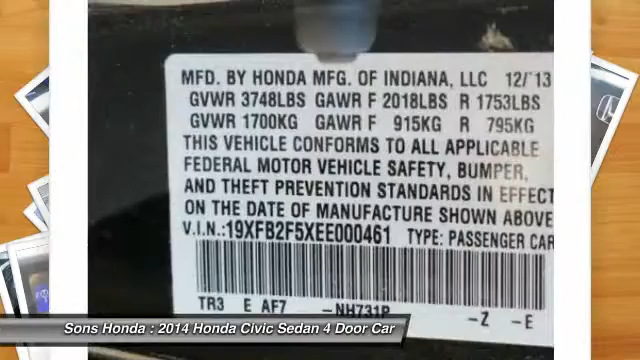 MFD. BY HONDA MFG. OF INDIANA, LLC 12/13
GVWR 3748LBS GAWR F 2018LBS R 1753LBS
GVWR 1700KG GAWR F 915KG R 795KG
THIS VEHICLE CONFORMS TO ALL APPLICABLE
FEDERAL MOTOR VEHICLE SAFETY, BUMPER,
AND THEFT PREVENTION STANDARDS IN EFFECT
ON THE DATE OF MANUFACTURE SHOWN ABOVE
V.I.N.:19XFB2F5XEE000461 TYPE: PASSENGER CAR
TR3 E AF7 -NH731P -Z -E
Sons Honda : 2014 Honda Civic Sedan 4 Door Car